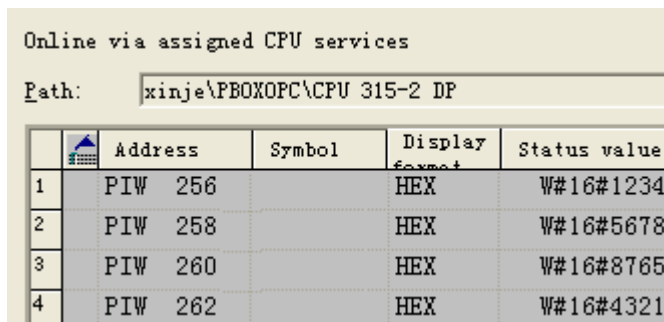 Online via assigned CPU services
Path: xinje\PBOXOPC\CPU 315-2 DP
Address Symbol Display format Status value
1 PIW 256 HEX W#16#1234
2 PIW 258 HEX W#16#5678
3 PIW 260 HEX W#16#8765
4 PIW 262 HEX W#16#4321